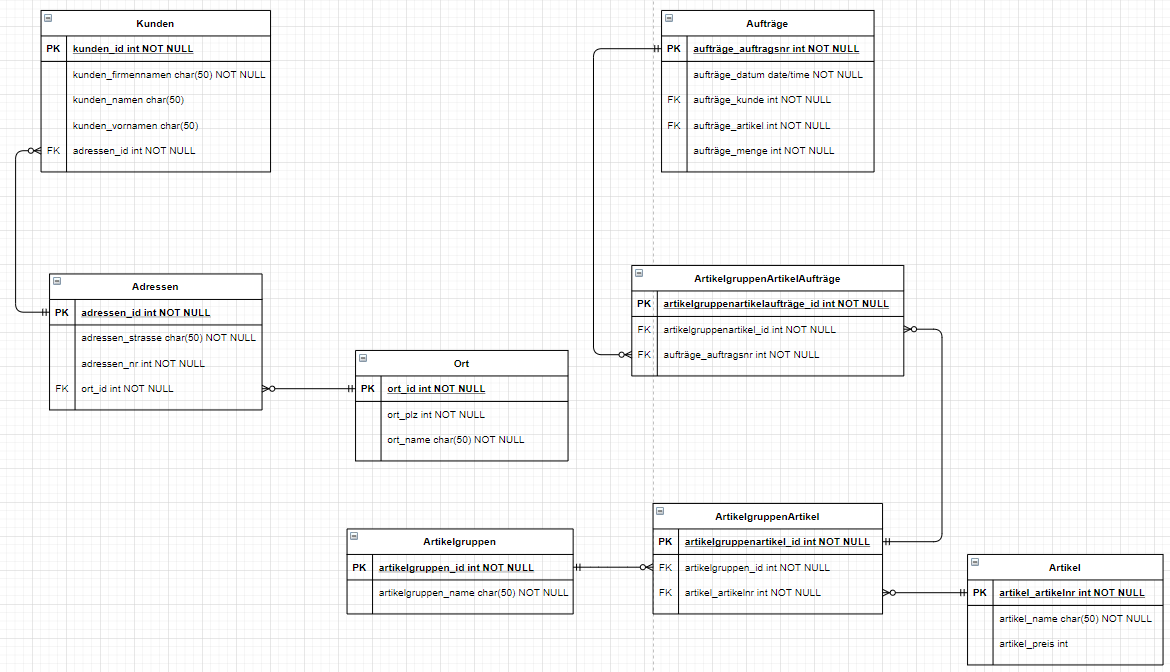 Kunden
PK kunden_id int NOT NULL
kunden_firmennamen char(50) NOT NULL
kunden_namen char(50)
kunden_vornamen char(50)
FK adressen_id int NOT NULL
Aufträge
PK aufträge_auftragsnr int NOT NULL
aufträge_datum date/time NOT NULL
FK aufträge_kunde int NOT NULL
FK aufträge_artikel int NOT NULL
aufträge_menge int NOT NULL
Adressen
PK adressen_id int NOT NULL
adressen_strasse char(50) NOT NULL
adressen_nr int NOT NULL
FK ort_id int NOT NULL
Ort
PK ort_id int NOT NULL
ort_plz int NOT NULL
ort_name char(50) NOT NULL
ArtikelgruppenArtikelAufträge
PK artikelgruppenartikelaufträge_id int NOT NULL
FK artikelgruppenartikel_id int NOT NULL
FK aufträge_auftragsnr int NOT NULL
Artikelgruppen
PK artikelgruppen_id int NOT NULL
artikelgruppen_name char(50) NOT NULL
ArtikelgruppenArtikel
PK artikelgruppenartikel_id int NOT NULL
FK artikelgruppen_id int NOT NULL
FK artikel_artikelnr int NOT NULL
Artikel
PK artikel_artikelnr int NOT NULL
artikel_name char(50) NOT NULL
artikel_preis int